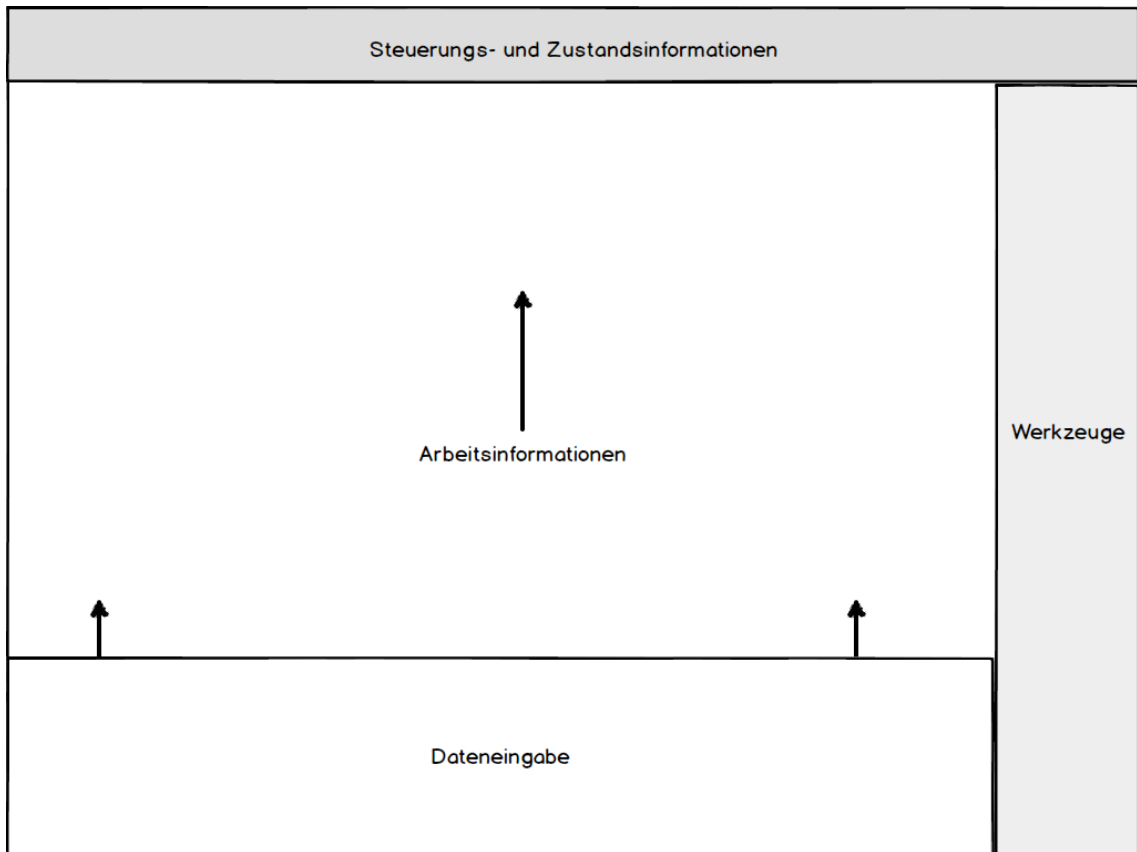 Steuerungs- und Zustandsinformationen
Werkzeuge
Arbeitsinformationen
Dateneingabe